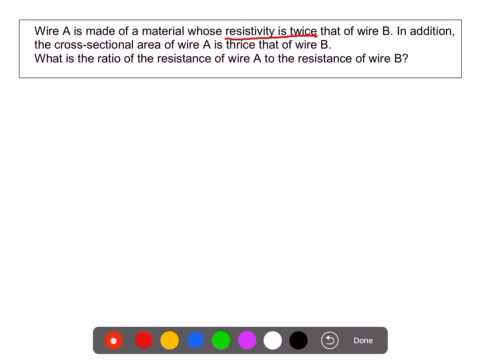 Wire A is made of a material whose resistivity is twice that of wire B. In addition,
the cross-sectional area of wire A is thrice that of wire B.
What is the ratio of the resistance of wire A to the resistance of wire B?
Done